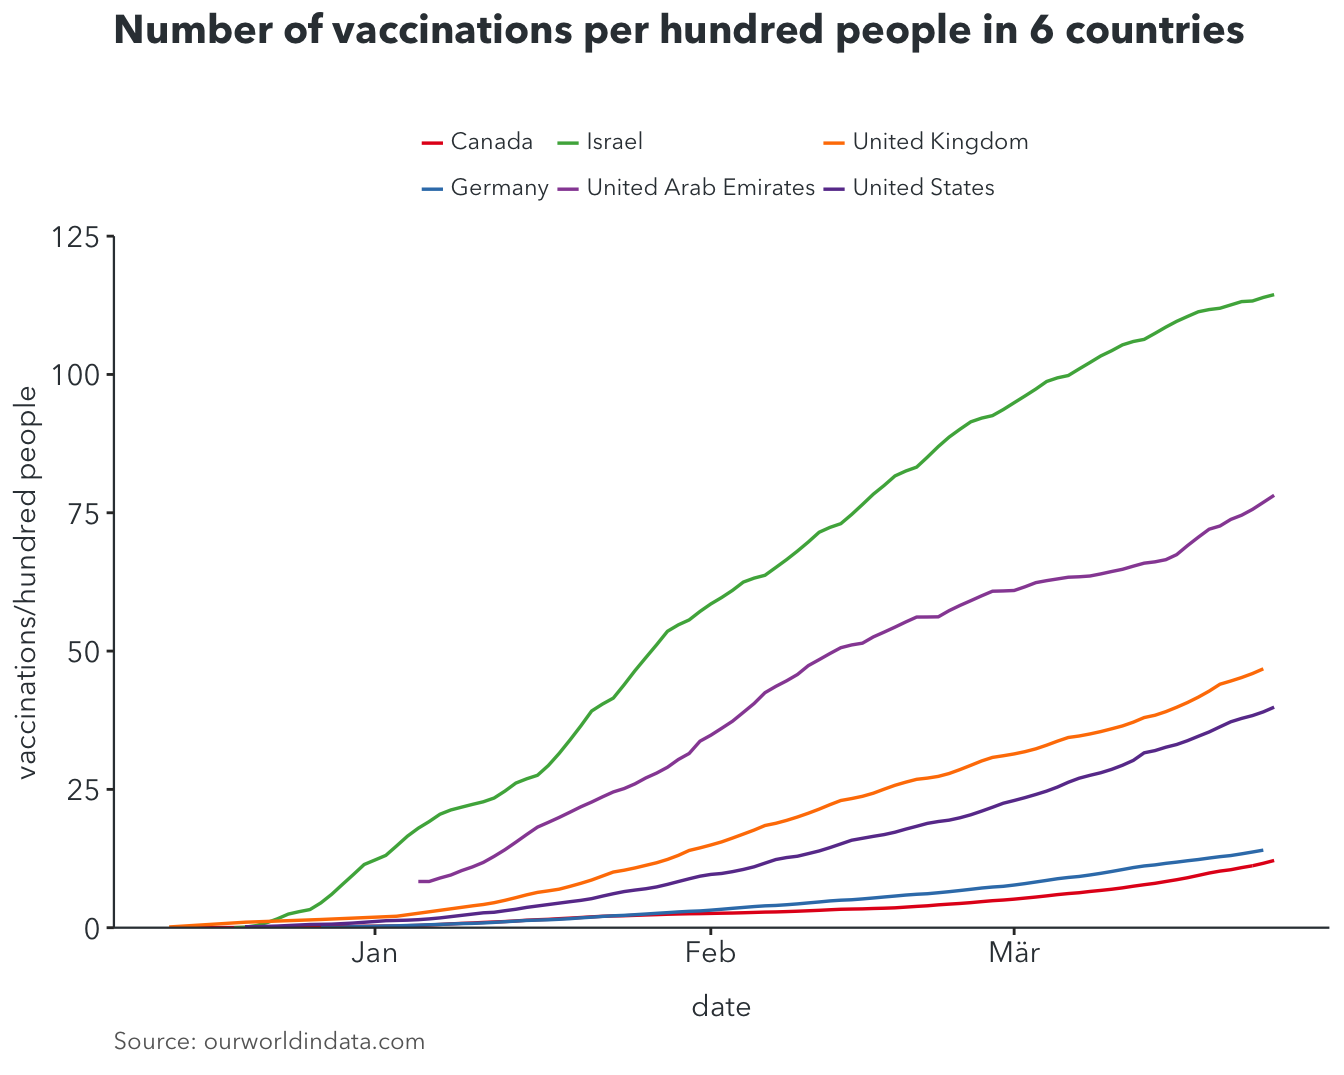 Number of vaccinations per hundred people in 6 countries
Canada Israel United Kingdom
Germany United Arab Emirates United States
125
100
75
50
25
0
vaccinations/hundred people
Jan Feb Mär
date
Source: ourworldindata.com